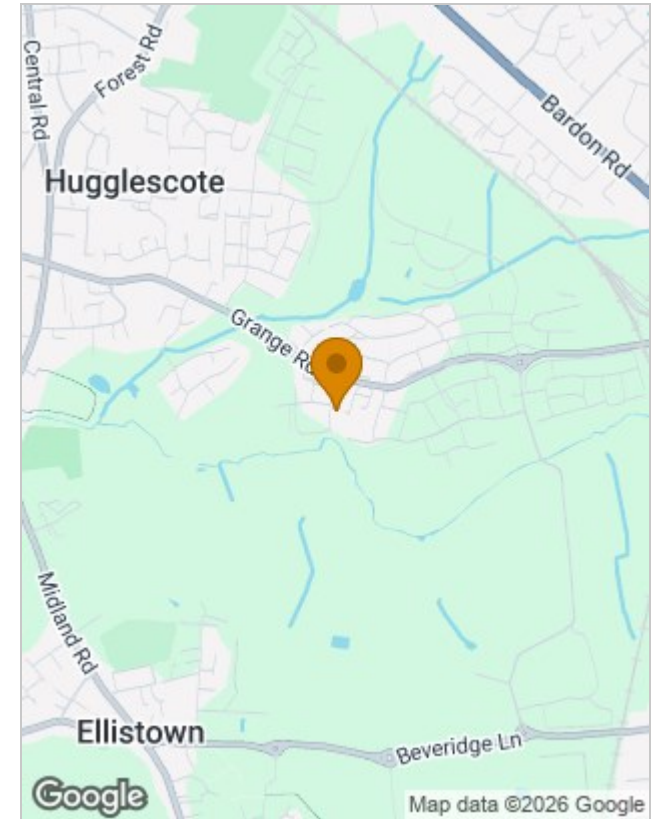 Central Rd
Forest Rd
Bardon Rd
Hugglescote
Grange Rd
Midland Rd
Ellistown
Beveridge Ln
Google
Map data ©2026 Google